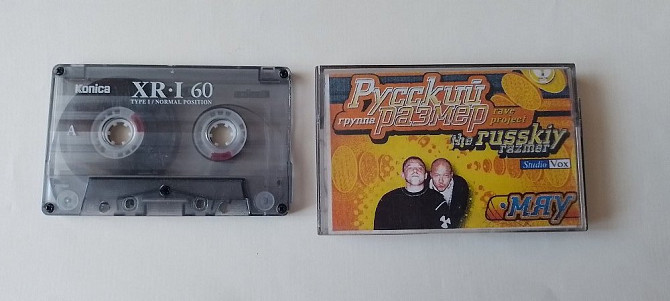 Konica
XR·I 60
TYPE I / NORMAL POSITION
A
Русский
группа размер
rave
project
the russkiy
razmer
Studio Vox
МЯУ